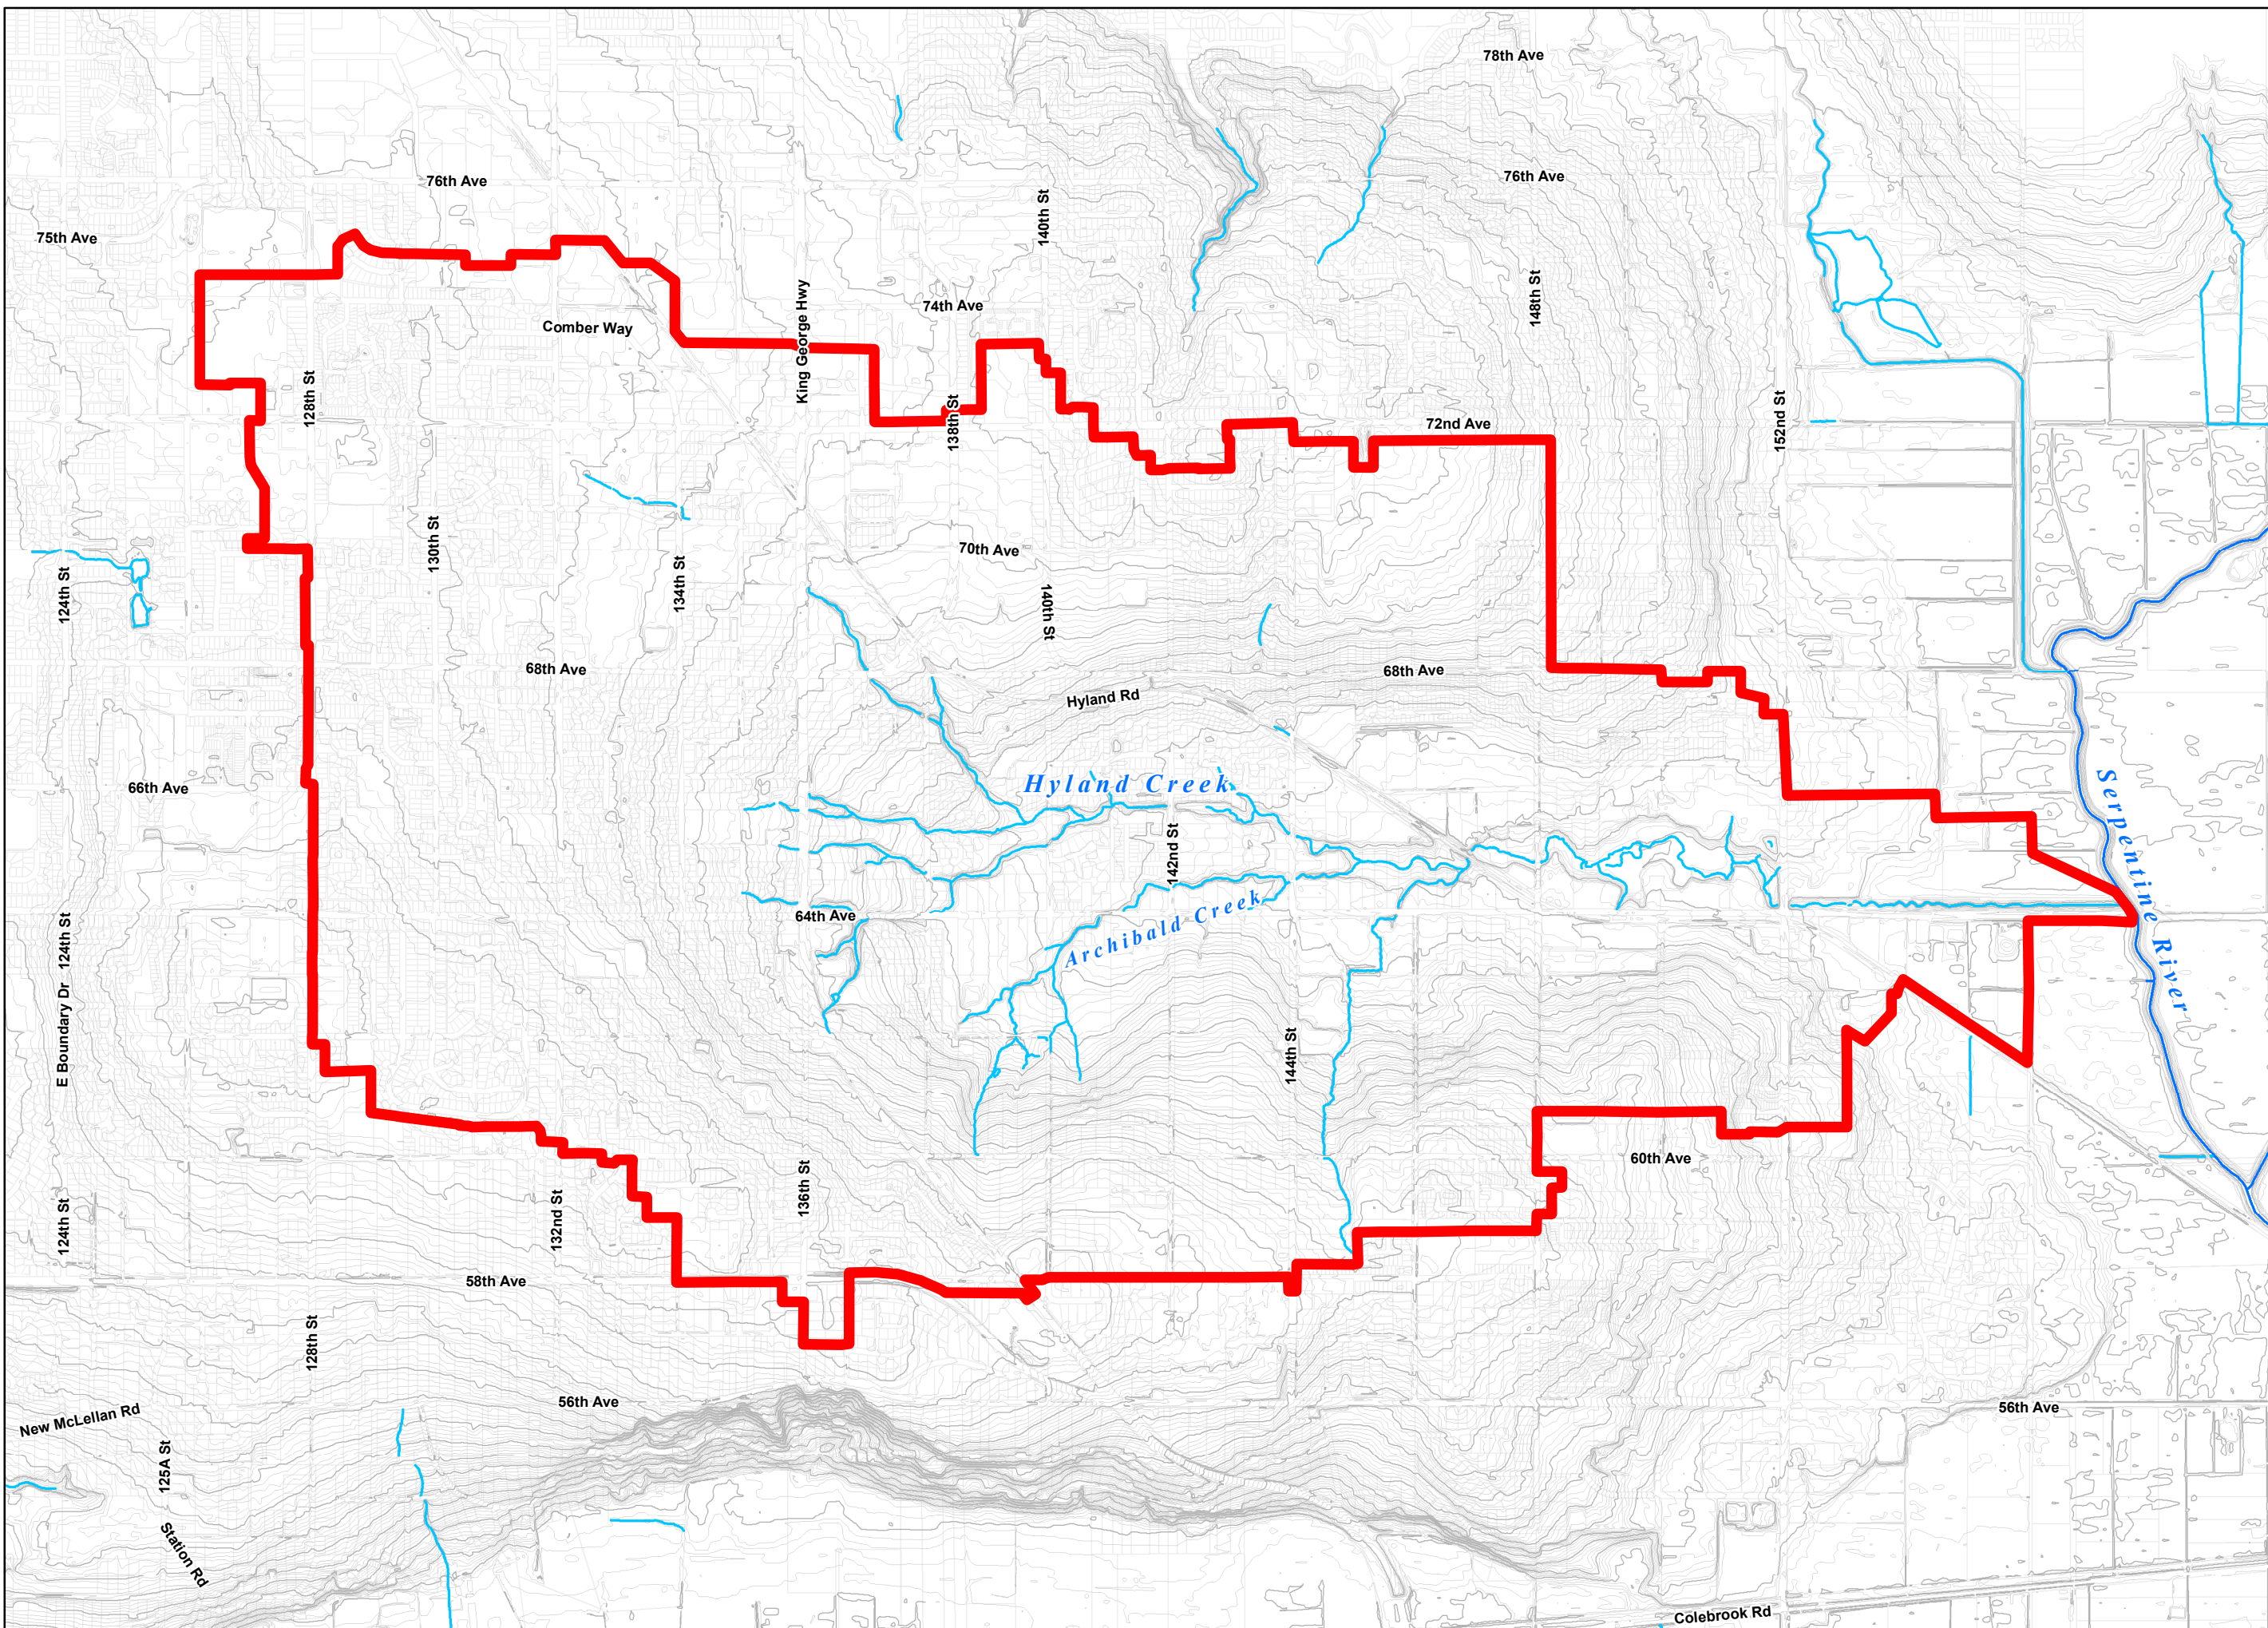 78th Ave
76th Ave
76th Ave
140th St
75th Ave
148th St
74th Ave
King George Hwy
Comber Way
128th St
138th St
72nd Ave
152nd St
130th St
70th Ave
134th St
124th St
140th St
68th Ave
68th Ave
Hyland Rd
66th Ave
Hyland Creek
Serpentine River
142nd St
64th Ave
Archibald Creek
E Boundary Dr 124th St
144th St
60th Ave
136th St
132nd St
124th St
58th Ave
128th St
56th Ave
56th Ave
New McLellan Rd
125A St
Station Rd
Colebrook Rd